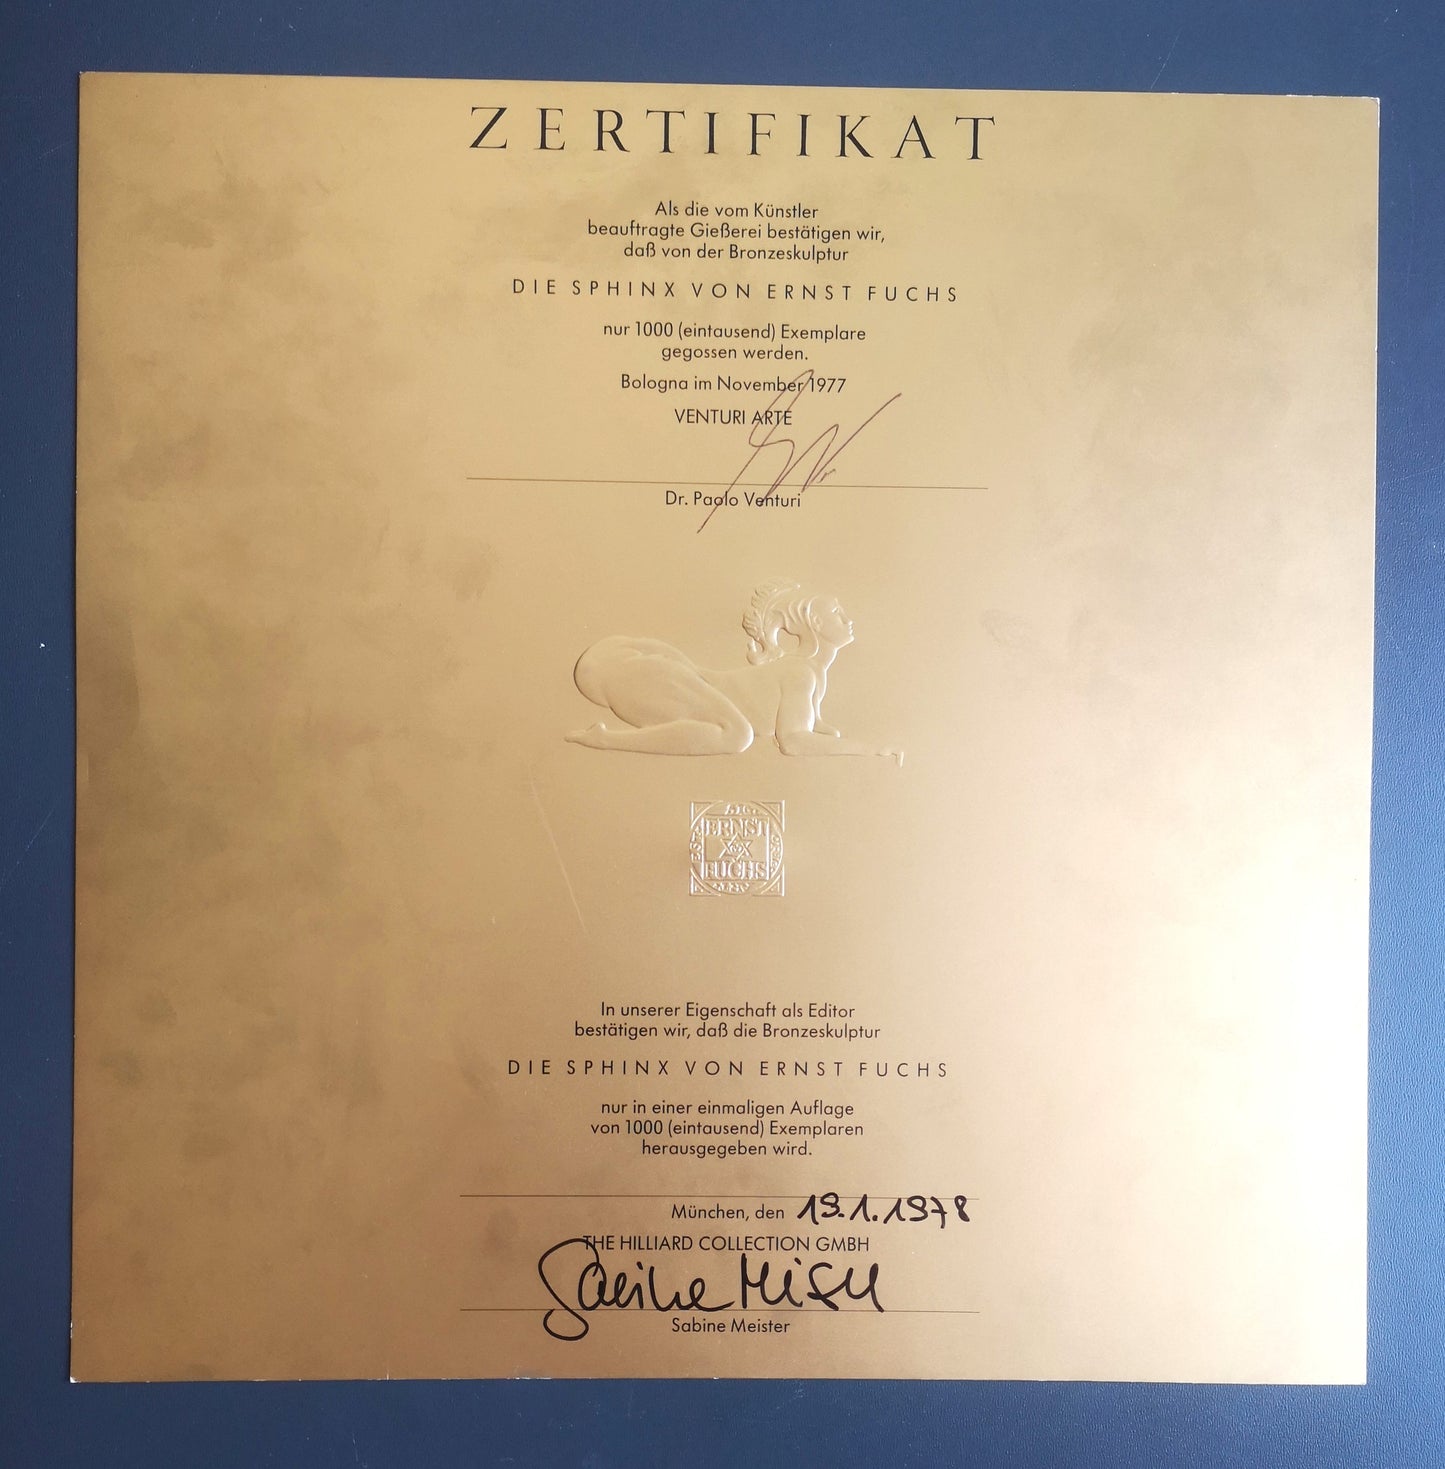 ZERTIFIKAT
Als die vom Künstler
beauftragte Gießerei bestätigen wir,
daß von der Bronzeskulptur
DIE SPHINX VON ERNST FUCHS
nur 1000 (eintausend) Exemplare
gegossen werden.
Bologna im November 1977
VENTURI ARTE
Dr. Paolo Venturi
ERNST
FUCHS
In unserer Eigenschaft als Editor
bestätigen wir, daß die Bronzeskulptur
DIE SPHINX VON ERNST FUCHS
nur in einer einmaligen Auflage
von 1000 (eintausend) Exemplaren
herausgegeben wird.
München, den 19.1.1978
THE HILLIARD COLLECTION GMBH
Sabine Meister